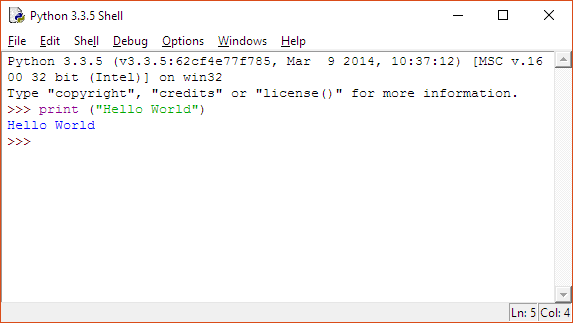 Python 3.3.5 Shell
File Edit Shell Debug Options Windows Help
Python 3.3.5 (v3.3.5:62cf4e77f785, Mar  9 2014, 10:37:12) [MSC v.16
00 32 bit (Intel)] on win32
Type "copyright", "credits" or "license()" for more information.
>>> print ("Hello World")
Hello World
>>>
Ln: 5 Col: 4